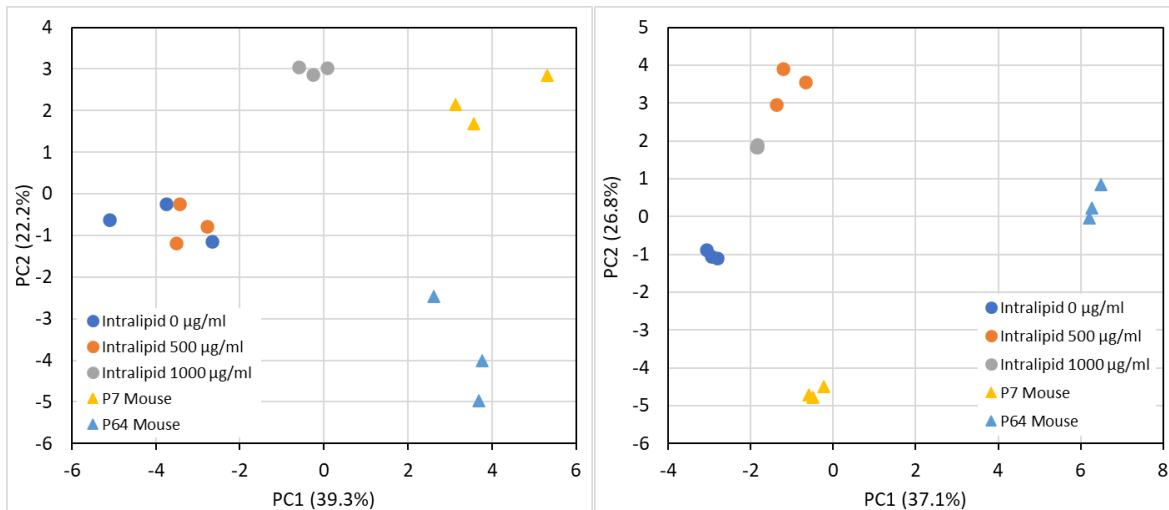 4
3
2
1
0
-1
-2
-3
-4
-5
-6
PC2 (22.2%)
Intralipid 0 µg/ml
Intralipid 500 µg/ml
Intralipid 1000 µg/ml
P7 Mouse
P64 Mouse
-6
-4
-2
0
2
4
6
PC1 (39.3%)
5
4
3
2
1
0
-1
-2
-3
-4
-5
-6
PC2 (26.8%)
Intralipid 0 µg/ml
Intralipid 500 µg/ml
Intralipid 1000 µg/ml
P7 Mouse
P64 Mouse
-4
-2
0
2
4
6
8
PC1 (37.1%)